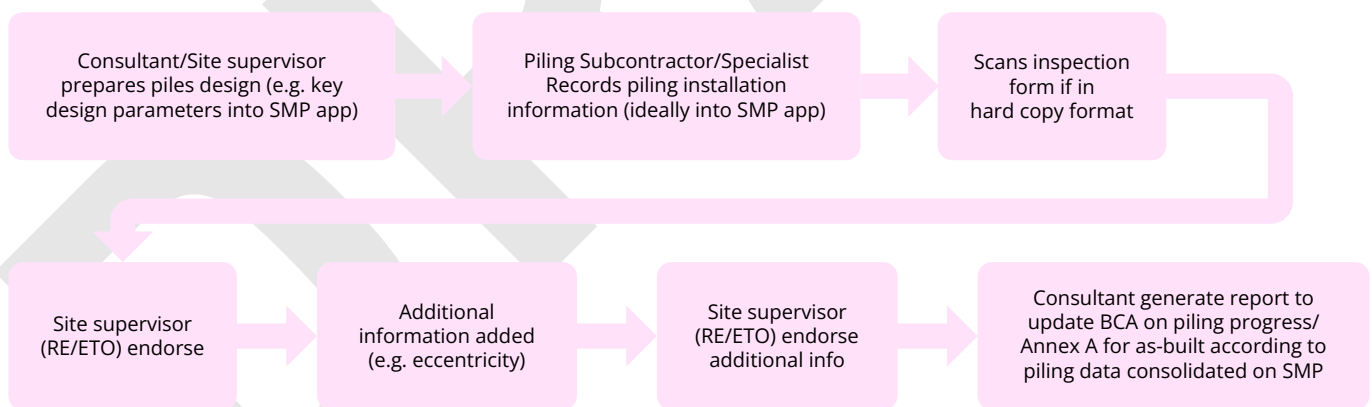 Consultant/Site supervisor
prepares piles design (e.g. key
design parameters into SMP app)
Piling Subcontractor/Specialist
Records piling installation
information (ideally into SMP app)
Scans inspection
form if in
hard copy format
Site supervisor
(RE/ETO) endorse
Additional
information added
(e.g. eccentricity)
Site supervisor
(RE/ETO) endorse
additional info
Consultant generate report to
update BCA on piling progress/
Annex A for as-built according to
piling data consolidated on SMP